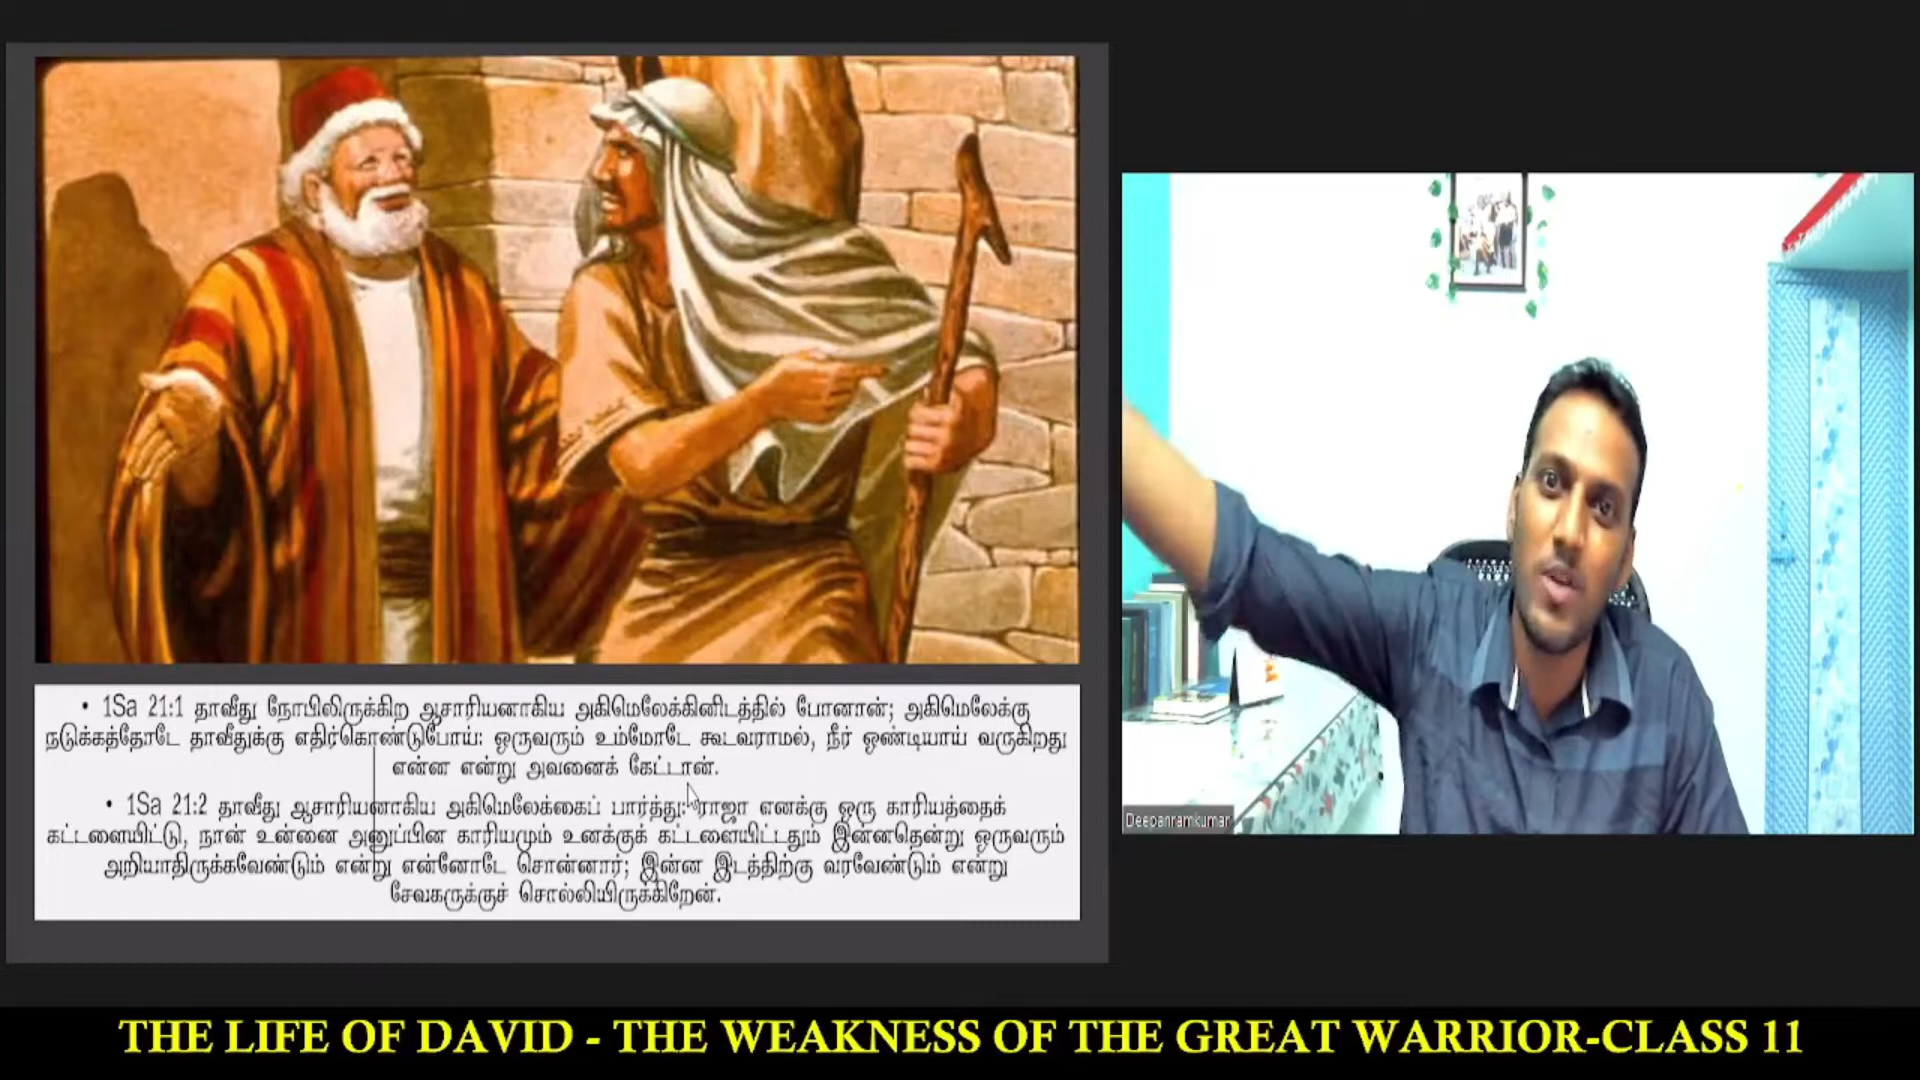 • 1Sa 21:1 தாவீது நோபிலிருக்கிற ஆசாரியனாகிய அகிமெலேக்கினிடத்தில் போனான்; அகிமெலேக்கு
நடுக்கத்தோடே தாவீதுக்கு எதிர்கொண்டுபோய்: ஒருவரும் உம்மோடே கூடவராமல், நீர் ஒண்டியாய் வருகிறது
என்ன என்று அவனைக் கேட்டான்.
• 1Sa 21:2 தாவீது ஆசாரியனாகிய அகிமெலேக்கைப் பார்த்து: ராஜா எனக்கு ஒரு காரியத்தைக்
கட்டளையிட்டு, நான் உன்னை அனுப்பின காரியமும் உனக்குக் கட்டளையிட்டதும் இன்னதென்று ஒருவரும்
அறியாதிருக்கவேண்டும் என்று என்னோடே சொன்னார்; இன்ன இடத்திற்கு வரவேண்டும் என்று
சேவகருக்குச் சொல்லியிருக்கிறேன்.
Deepanramkumar
THE LIFE OF DAVID - THE WEAKNESS OF THE GREAT WARRIOR-CLASS 11